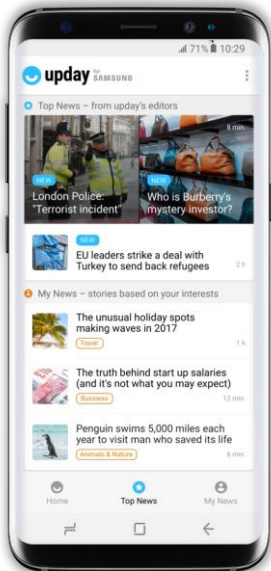 71% 10:29
upday for SAMSUNG
Top News – from upday's editors
8 min
NEW
London Police:
"Terrorist incident"
NEW
Who is Burberry's
mystery investor?
NEW
EU leaders strike a deal with
Turkey to send back refugees
2 h
My News – stories based on your interests
The unusual holiday spots
making waves in 2017
Travel
1 h
The truth behind start up salaries
(and it's not what you may expect)
Business
12 min
Penguin swims 5,000 miles each
year to visit man who saved its life
Animals & Nature
6 min
Home
Top News
My News